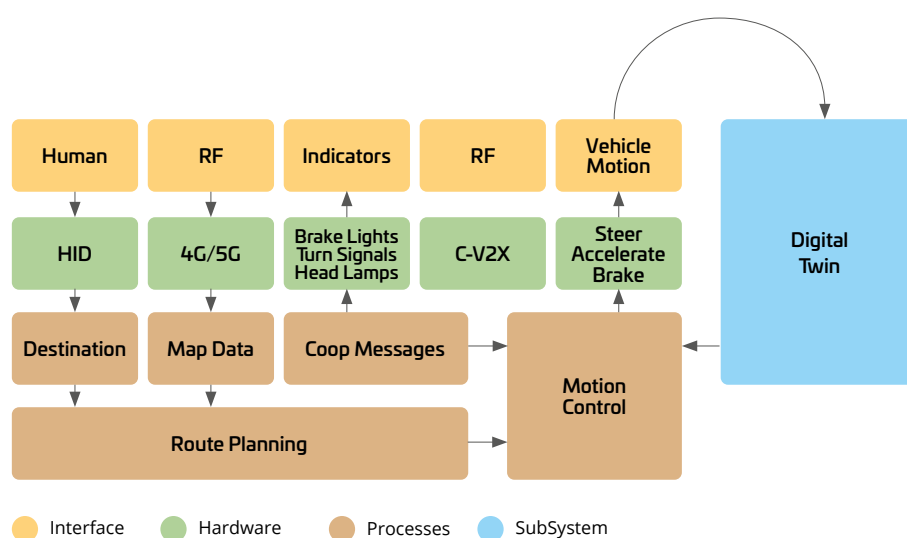 Human
RF
Indicators
RF
Vehicle
Motion
HID
4G/5G
Brake Lights
Turn Signals
Head Lamps
C-V2X
Steer
Accelerate
Brake
Digital
Twin
Destination
Map Data
Coop Messages
Motion
Control
Route Planning
Interface
Hardware
Processes
SubSystem